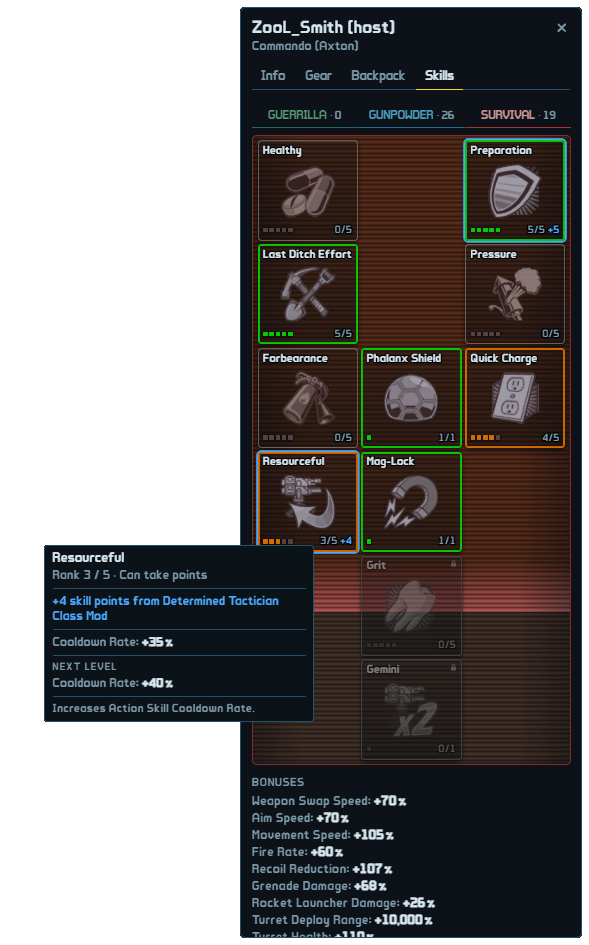 ZooL_Smith (host)
×
Commando (Axton)
Info Gear Backpack Skills
GUERRILLA · 0 GUNPOWDER · 26 SURVIVAL · 19
Healthy
0/5
Preparation
5/5 +5
Last Ditch Effort
5/5
Pressure
0/5
Forbearance
0/5
Phalanx Shield
1/1
Quick Charge
4/5
Resourceful
3/5 +4
Mag-Lock
1/1
Grit
0/5
Gemini
x2
0/1
Resourceful
Rank 3 / 5 · Can take points
+4 skill points from Determined Tactician
Class Mod
Cooldown Rate: +35%
NEXT LEVEL
Cooldown Rate: +40%
Increases Action Skill Cooldown Rate.
BONUSES
Weapon Swap Speed: +70%
Aim Speed: +70%
Movement Speed: +105%
Fire Rate: +60%
Recoil Reduction: +107%
Grenade Damage: +68%
Rocket Launcher Damage: +26%
Turret Deploy Range: +10,000%
Turret Health: +110%